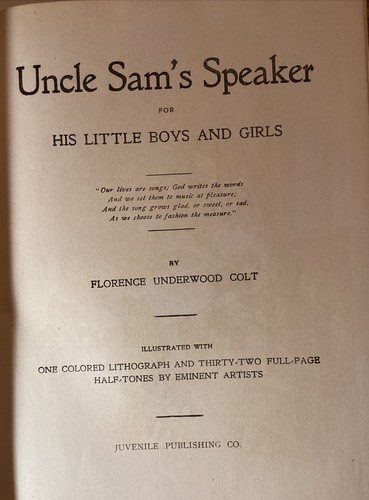 Uncle Sam's Speaker
FOR
HIS LITTLE BOYS AND GIRLS
"Our lives are songs; God writes the words
And we set them to music at pleasure;
And the song grows glad, or sweet, or sad,
As we choose to fashion the measure."
BY
FLORENCE UNDERWOOD COLT
ILLUSTRATED WITH
ONE COLORED LITHOGRAPH AND THIRTY-TWO FULL-PAGE
HALF-TONES BY EMINENT ARTISTS
JUVENILE PUBLISHING CO.